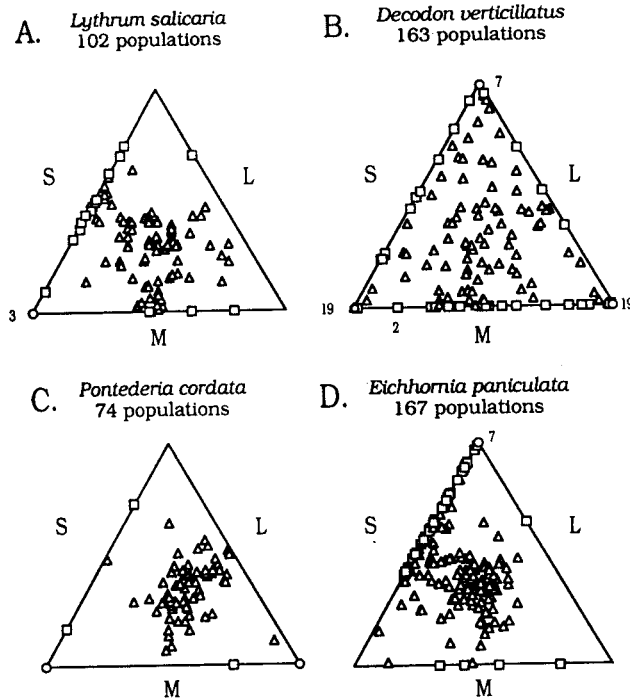 A.
Lythrum salicaria
102 populations
S
L
3
M
B.
Decodon verticillatus
163 populations
7
S
L
19
2
19
M
C.
Pontederia cordata
74 populations
S
L
M
D.
Eichhornia paniculata
167 populations
7
S
L
M